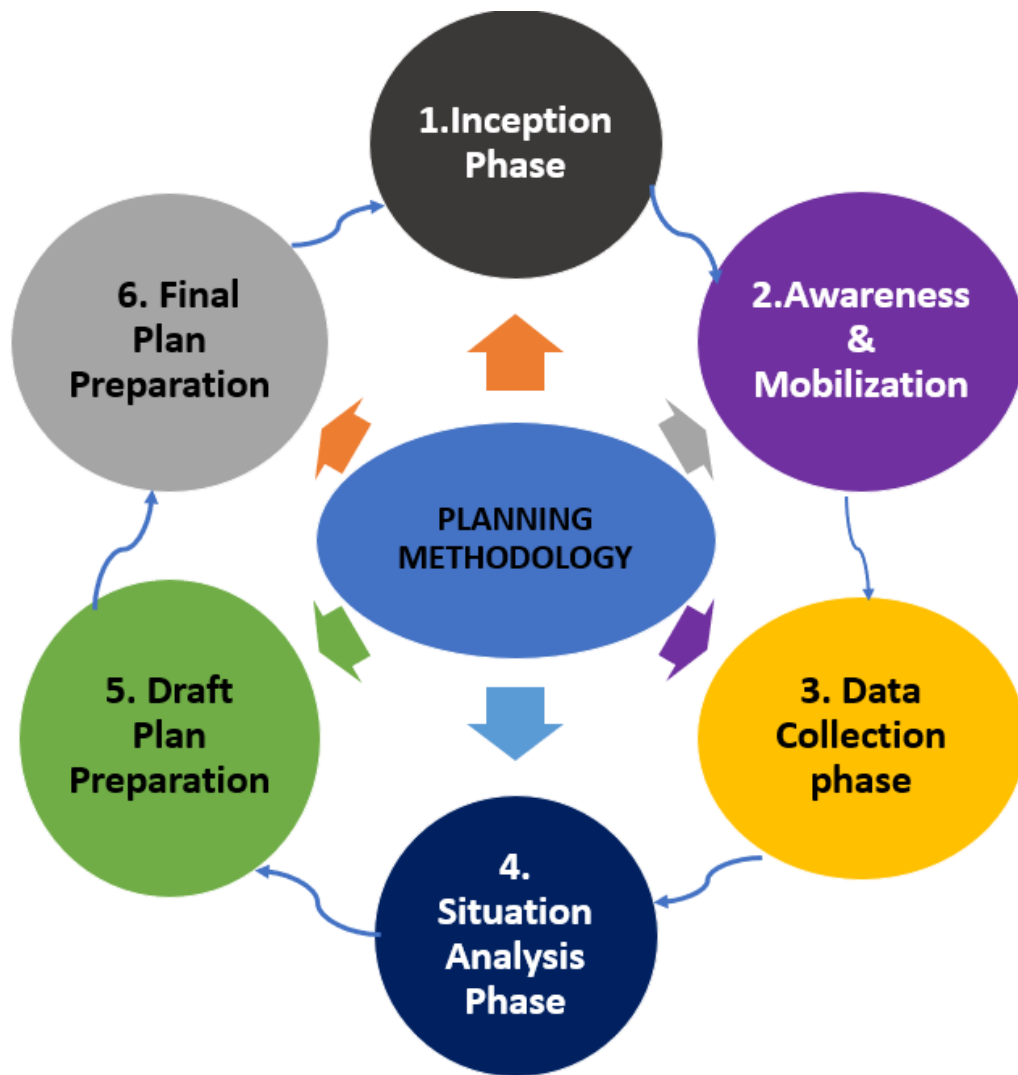 1.Inception
Phase
2.Awareness
&
Mobilization
3. Data
Collection
phase
4.
Situation
Analysis
Phase
5. Draft
Plan
Preparation
6. Final
Plan
Preparation
PLANNING
METHODOLOGY